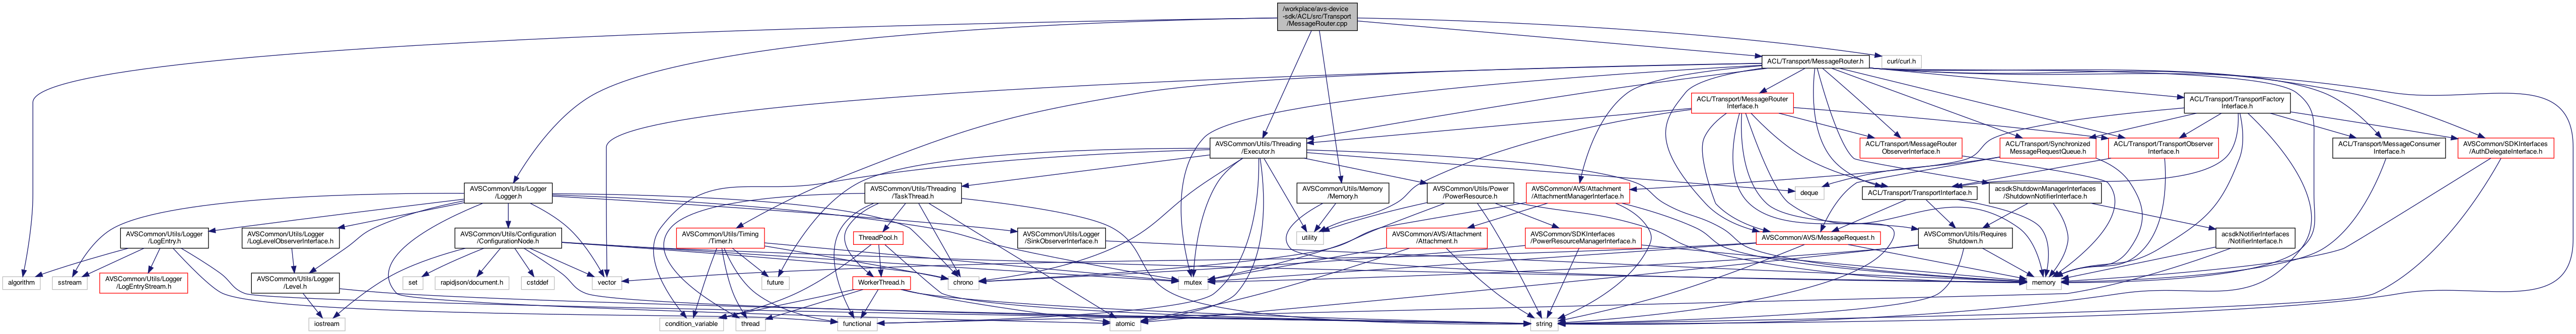 /workplace/avs-device
-sdk/ACL/src/Transport
/MessageRouter.cpp
ACL/Transport/MessageRouter.h
curl/curl.h
ACL/Transport/MessageRouter
Interface.h
ACL/Transport/TransportFactory
Interface.h
AVSCommon/Utils/Threading
/Executor.h
ACL/Transport/MessageRouter
ObserverInterface.h
ACL/Transport/Synchronized
MessageRequestQueue.h
ACL/Transport/TransportObserver
Interface.h
ACL/Transport/MessageConsumer
Interface.h
AVSCommon/SDKInterfaces
/AuthDelegateInterface.h
AVSCommon/Utils/Logger
/Logger.h
AVSCommon/Utils/Threading
/TaskThread.h
AVSCommon/Utils/Memory
/Memory.h
AVSCommon/Utils/Power
/PowerResource.h
AVSCommon/AVS/Attachment
/AttachmentManagerInterface.h
deque
ACL/Transport/TransportInterface.h
acsdkShutdownManagerInterfaces
/ShutdownNotifierInterface.h
AVSCommon/Utils/Logger
/LogEntry.h
AVSCommon/Utils/Logger
/LogLevelObserverInterface.h
AVSCommon/Utils/Configuration
/ConfigurationNode.h
AVSCommon/Utils/Timing
/Timer.h
ThreadPool.h
AVSCommon/Utils/Logger
/SinkObserverInterface.h
utility
AVSCommon/AVS/Attachment
/Attachment.h
AVSCommon/SDKInterfaces
/PowerResourceManagerInterface.h
AVSCommon/AVS/MessageRequest.h
AVSCommon/Utils/Requires
Shutdown.h
acsdkNotifierInterfaces
/NotifierInterface.h
algorithm
sstream
AVSCommon/Utils/Logger
/LogEntryStream.h
AVSCommon/Utils/Logger
/Level.h
set
rapidjson/document.h
cstddef
vector
future
WorkerThread.h
chrono
mutex
memory
iostream
condition_variable
thread
functional
atomic
string